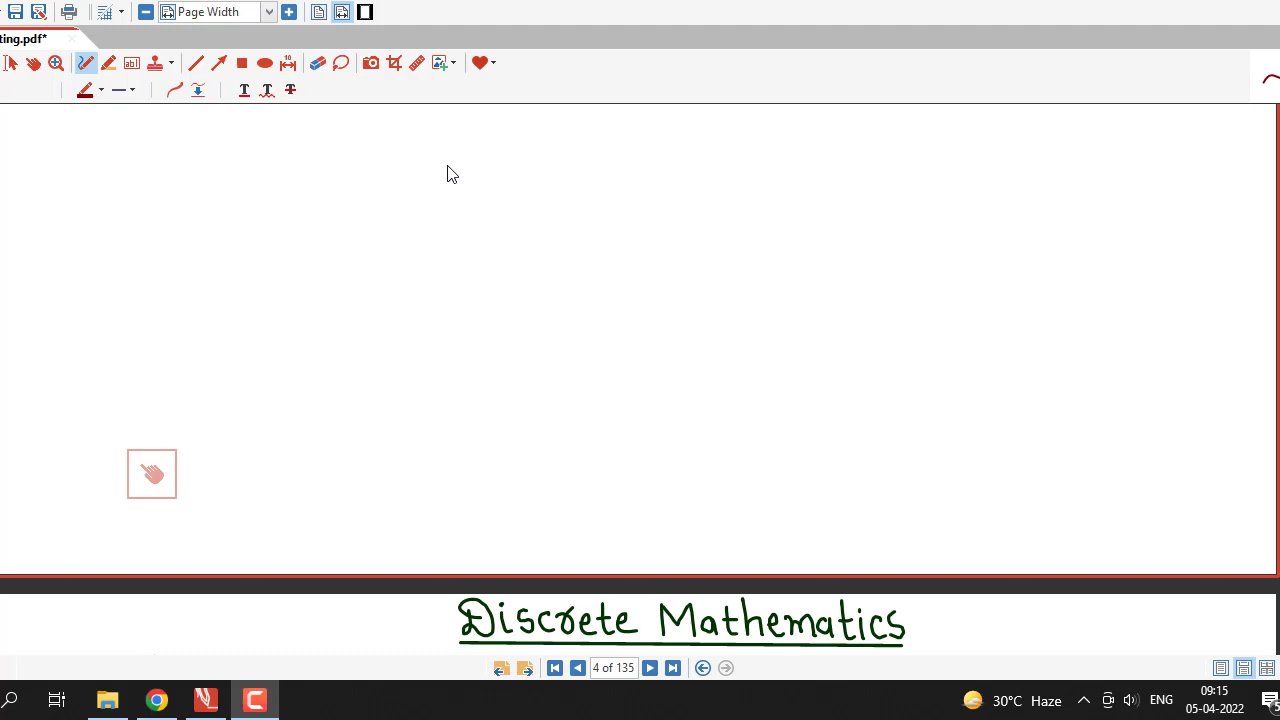 Page Width
ting.pdf*
Discrete Mathematics
4 of 135
30°C Haze
ENG
09:15
05-04-2022